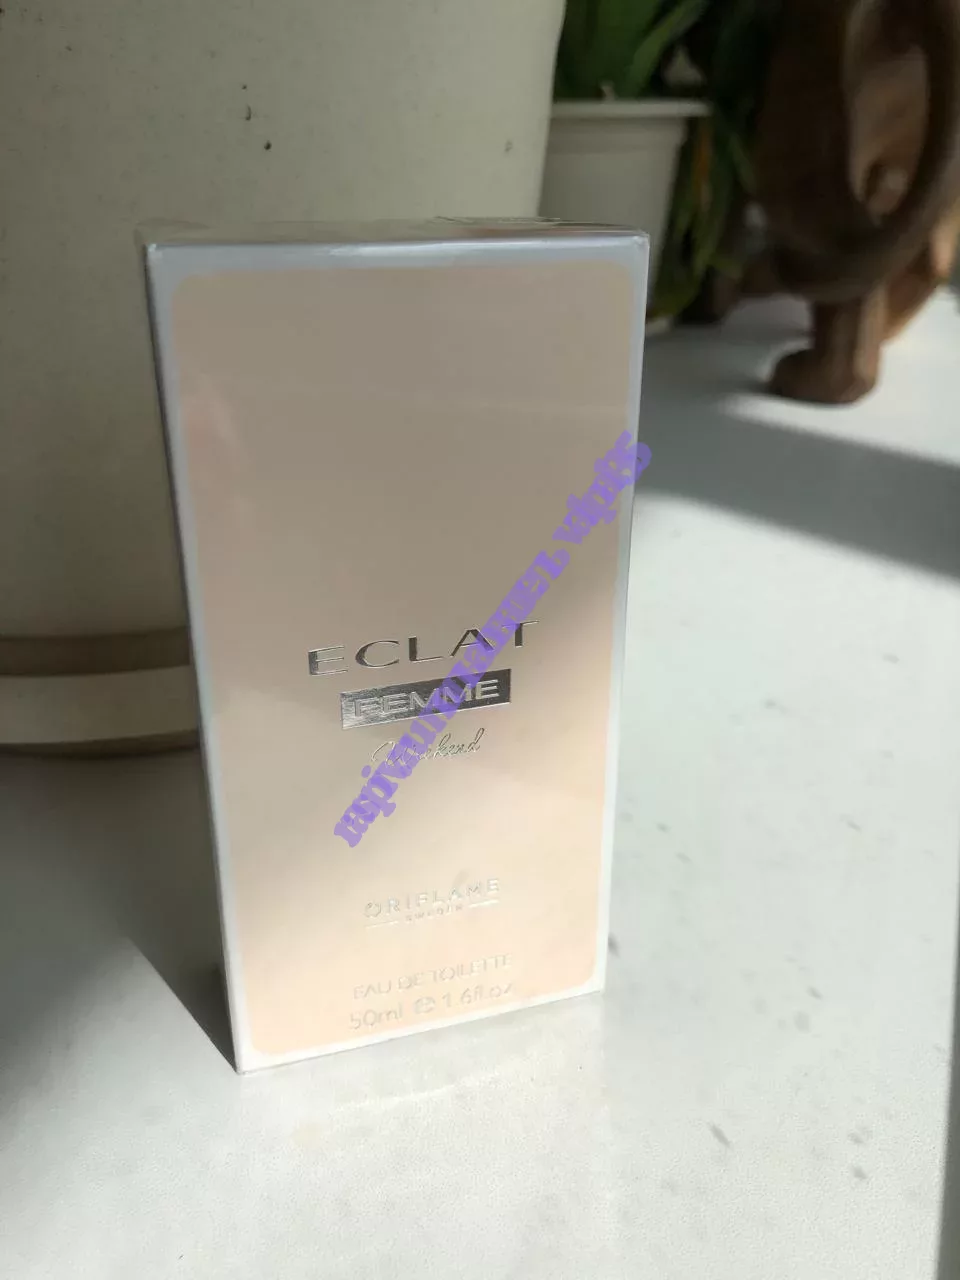 ECLAT
FEMME
Weekend
ORIFLAME
SWEDEN
EAU DE TOILETTE
50ml ℮ 1.6fl.oz